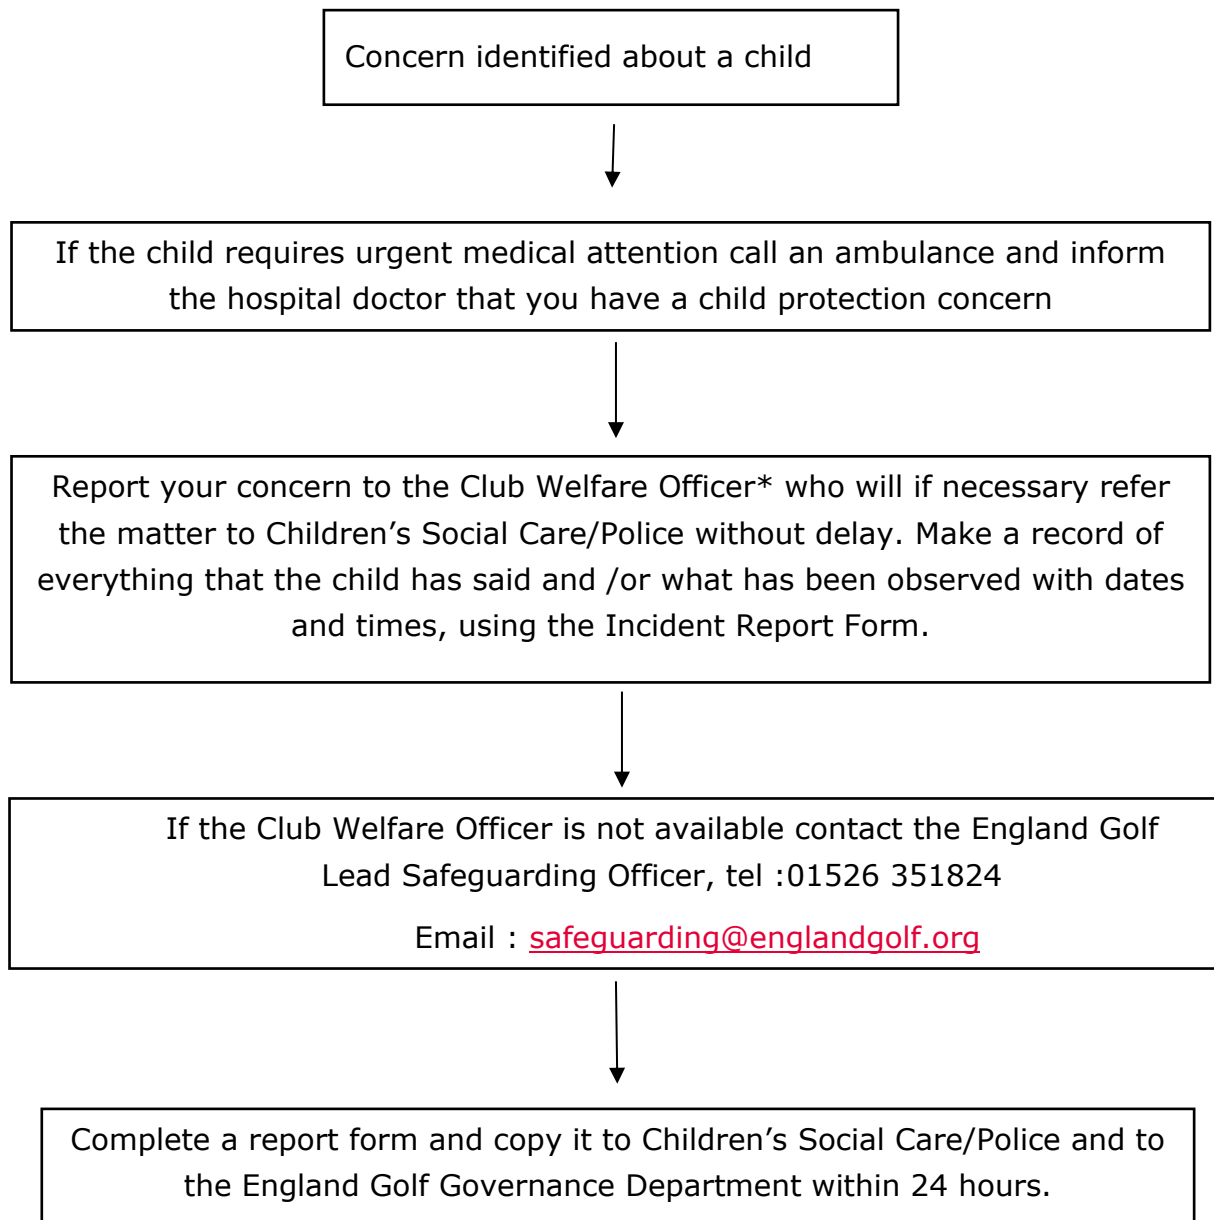 Concern identified about a child
If the child requires urgent medical attention call an ambulance and inform
the hospital doctor that you have a child protection concern
Report your concern to the Club Welfare Officer* who will if necessary refer
the matter to Children’s Social Care/Police without delay. Make a record of
everything that the child has said and /or what has been observed with dates
and times, using the Incident Report Form.
If the Club Welfare Officer is not available contact the England Golf
Lead Safeguarding Officer, tel :01526 351824
Email : safeguarding@englandgolf.org
Complete a report form and copy it to Children’s Social Care/Police and to
the England Golf Governance Department within 24 hours.